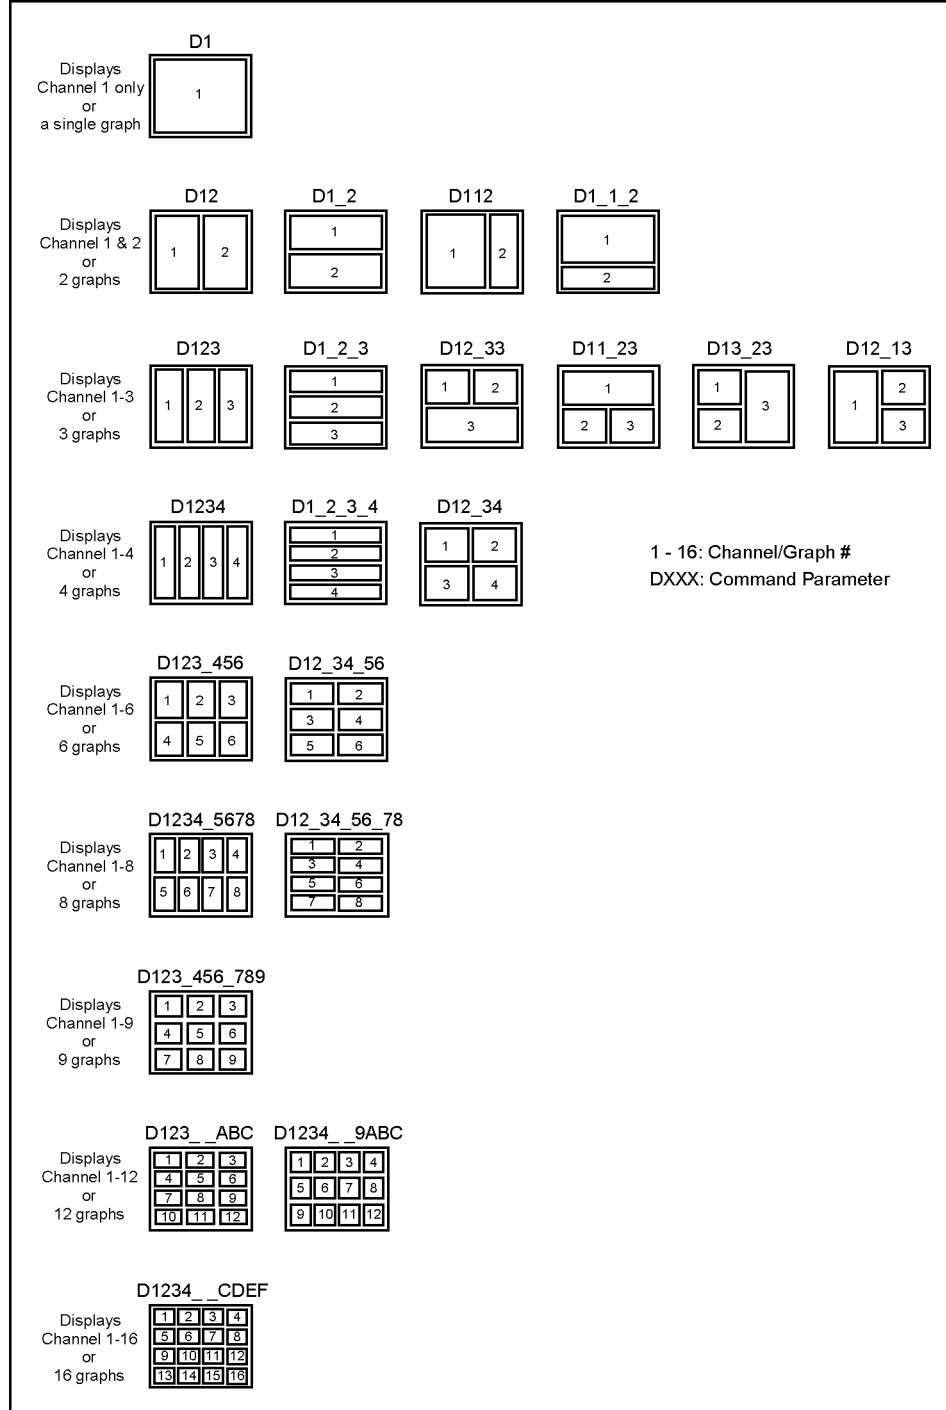 D1
Displays
Channel 1 only
or
a single graph
1
D12 D1_2 D112 D1_1_2
Displays
Channel 1 & 2
or
2 graphs
1 2
1
2
1 2
1
2
D123 D1_2_3 D12_33 D11_23 D13_23 D12_13
Displays
Channel 1-3
or
3 graphs
1 2 3
1
2
3
1 2
3
1
2 3
1
2
3
1
2
3
D1234 D1_2_3_4 D12_34
Displays
Channel 1-4
or
4 graphs
1 2 3 4
1
2
3
4
1 2
3 4
1 - 16: Channel/Graph #
DXXX: Command Parameter
D123_456 D12_34_56
Displays
Channel 1-6
or
6 graphs
1 2 3
4 5 6
1 2
3 4
5 6
D1234_5678 D12_34_56_78
Displays
Channel 1-8
or
8 graphs
1 2 3 4
5 6 7 8
1 2
3 4
5 6
7 8
D123_456_789
Displays
Channel 1-9
or
9 graphs
1 2 3
4 5 6
7 8 9
D123_ _ABC D1234_ _9ABC
Displays
Channel 1-12
or
12 graphs
1 2 3
4 5 6
7 8 9
10 11 12
1 2 3 4
5 6 7 8
9 10 11 12
D1234_ _CDEF
Displays
Channel 1-16
or
16 graphs
1 2 3 4
5 6 7 8
9 10 11 12
13 14 15 16